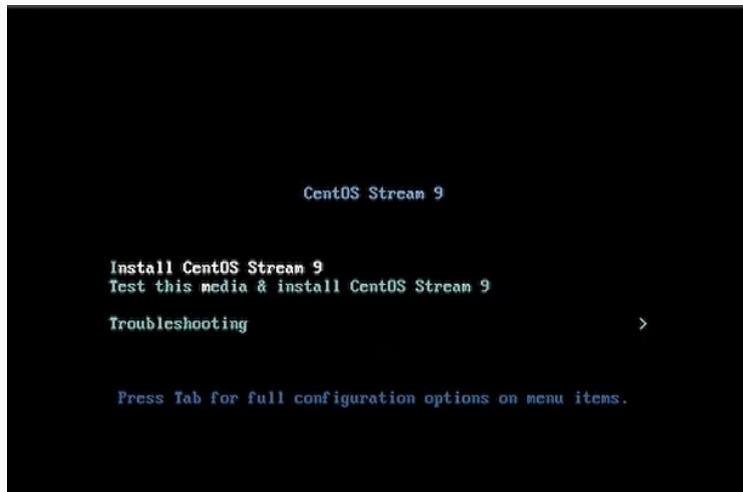 CentOS Stream 9
Install CentOS Stream 9
Test this media & install CentOS Stream 9
Troubleshooting >
Press Tab for full configuration options on menu items.